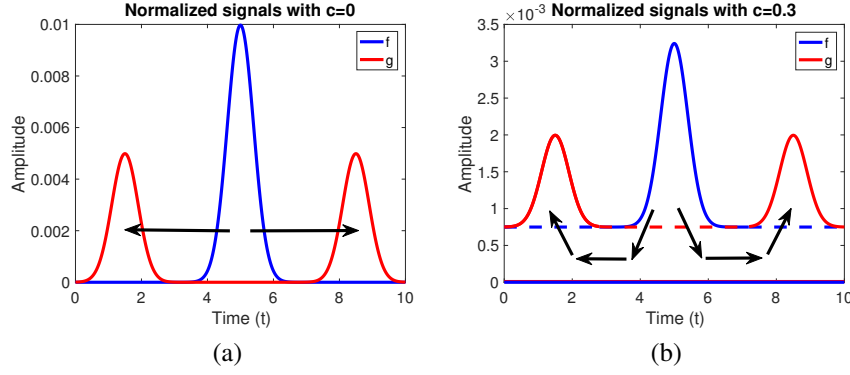 Normalized signals with c=0
0.01
0.008
0.006
0.004
0.002
0
Amplitude
f
g
0 2 4 6 8 10
Time (t)
(a)
Normalized signals with c=0.3
×10⁻³
3.5
3
2.5
2
1.5
1
0.5
0
Amplitude
f
g
0 2 4 6 8 10
Time (t)
(b)